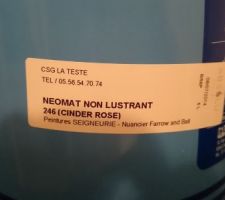 CSG LA TESTE
TEL / 05.56.54.70.74
NEOMAT NON LUSTRANT
246 (CINDER ROSE)
Peintures SEIGNEURIE - Nuancier Farrow and Ball